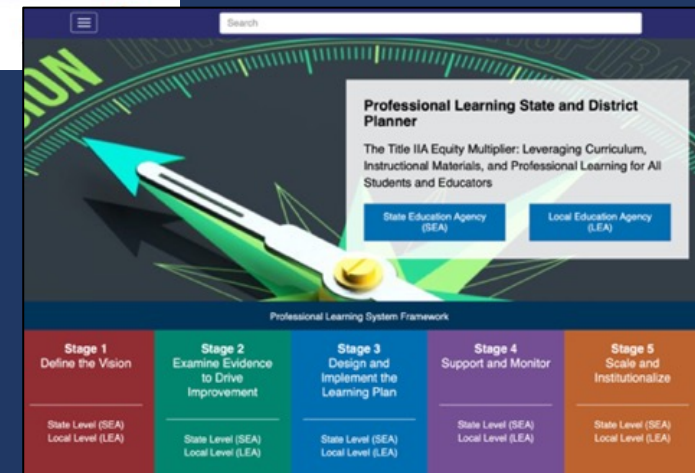 Search
VISION
Professional Learning State and District
Planner
The Title IIA Equity Multiplier: Leveraging Curriculum,
Instructional Materials, and Professional Learning for All
Students and Educators
State Education Agency
(SEA)
Local Education Agency
(LEA)
Professional Learning System Framework
Stage 1
Define the Vision
State Level (SEA)
Local Level (LEA)
Stage 2
Examine Evidence
to Drive
Improvement
State Level (SEA)
Local Level (LEA)
Stage 3
Design and
Implement the
Learning Plan
State Level (SEA)
Local Level (LEA)
Stage 4
Support and Monitor
State Level (SEA)
Local Level (LEA)
Stage 5
Scale and
Institutionalize
State Level (SEA)
Local Level (LEA)